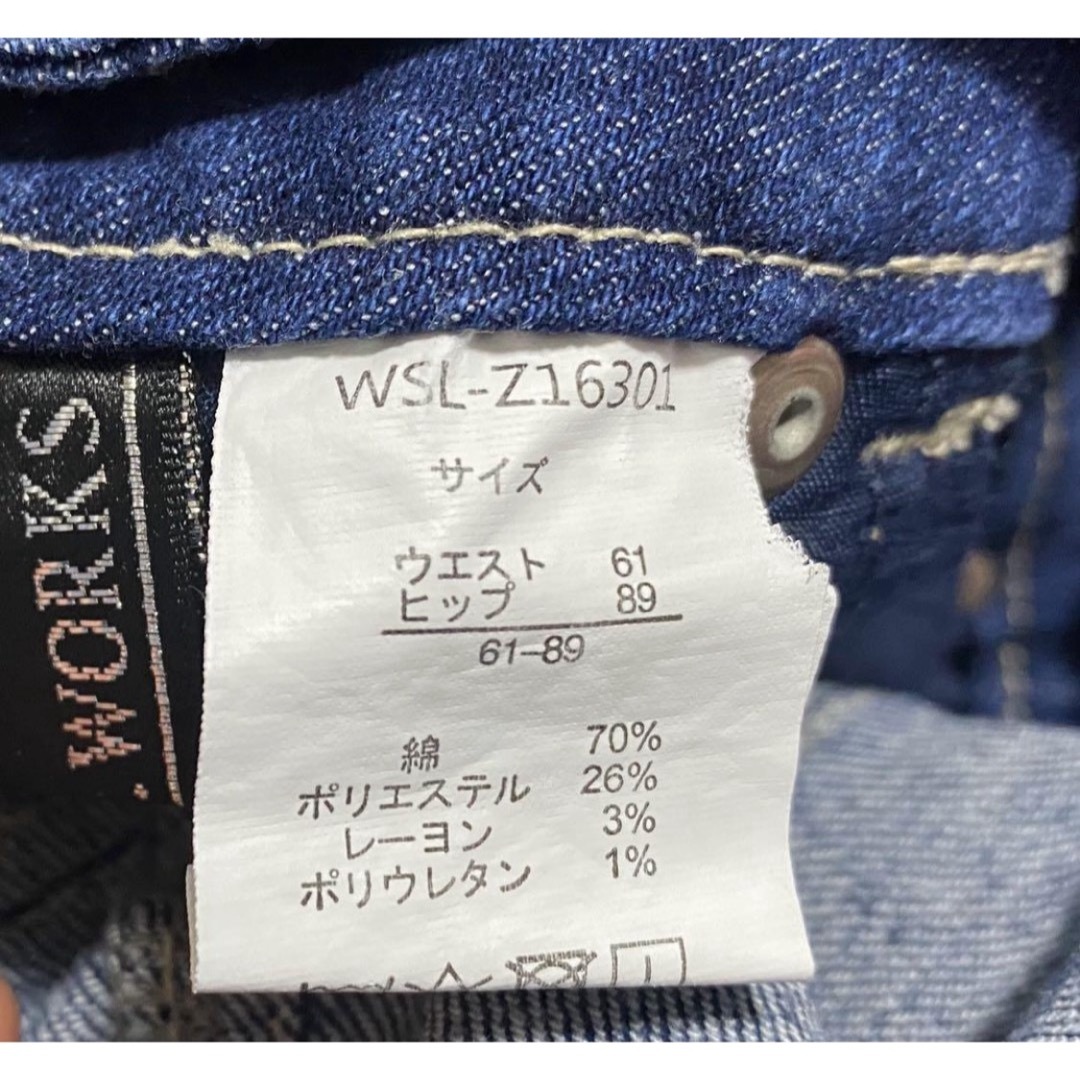 WORKS
WSL-Z16301
サイズ
ウエスト 61
ヒップ 89
61-89
綿 70%
ポリエステル 26%
レーヨン 3%
ポリウレタン 1%